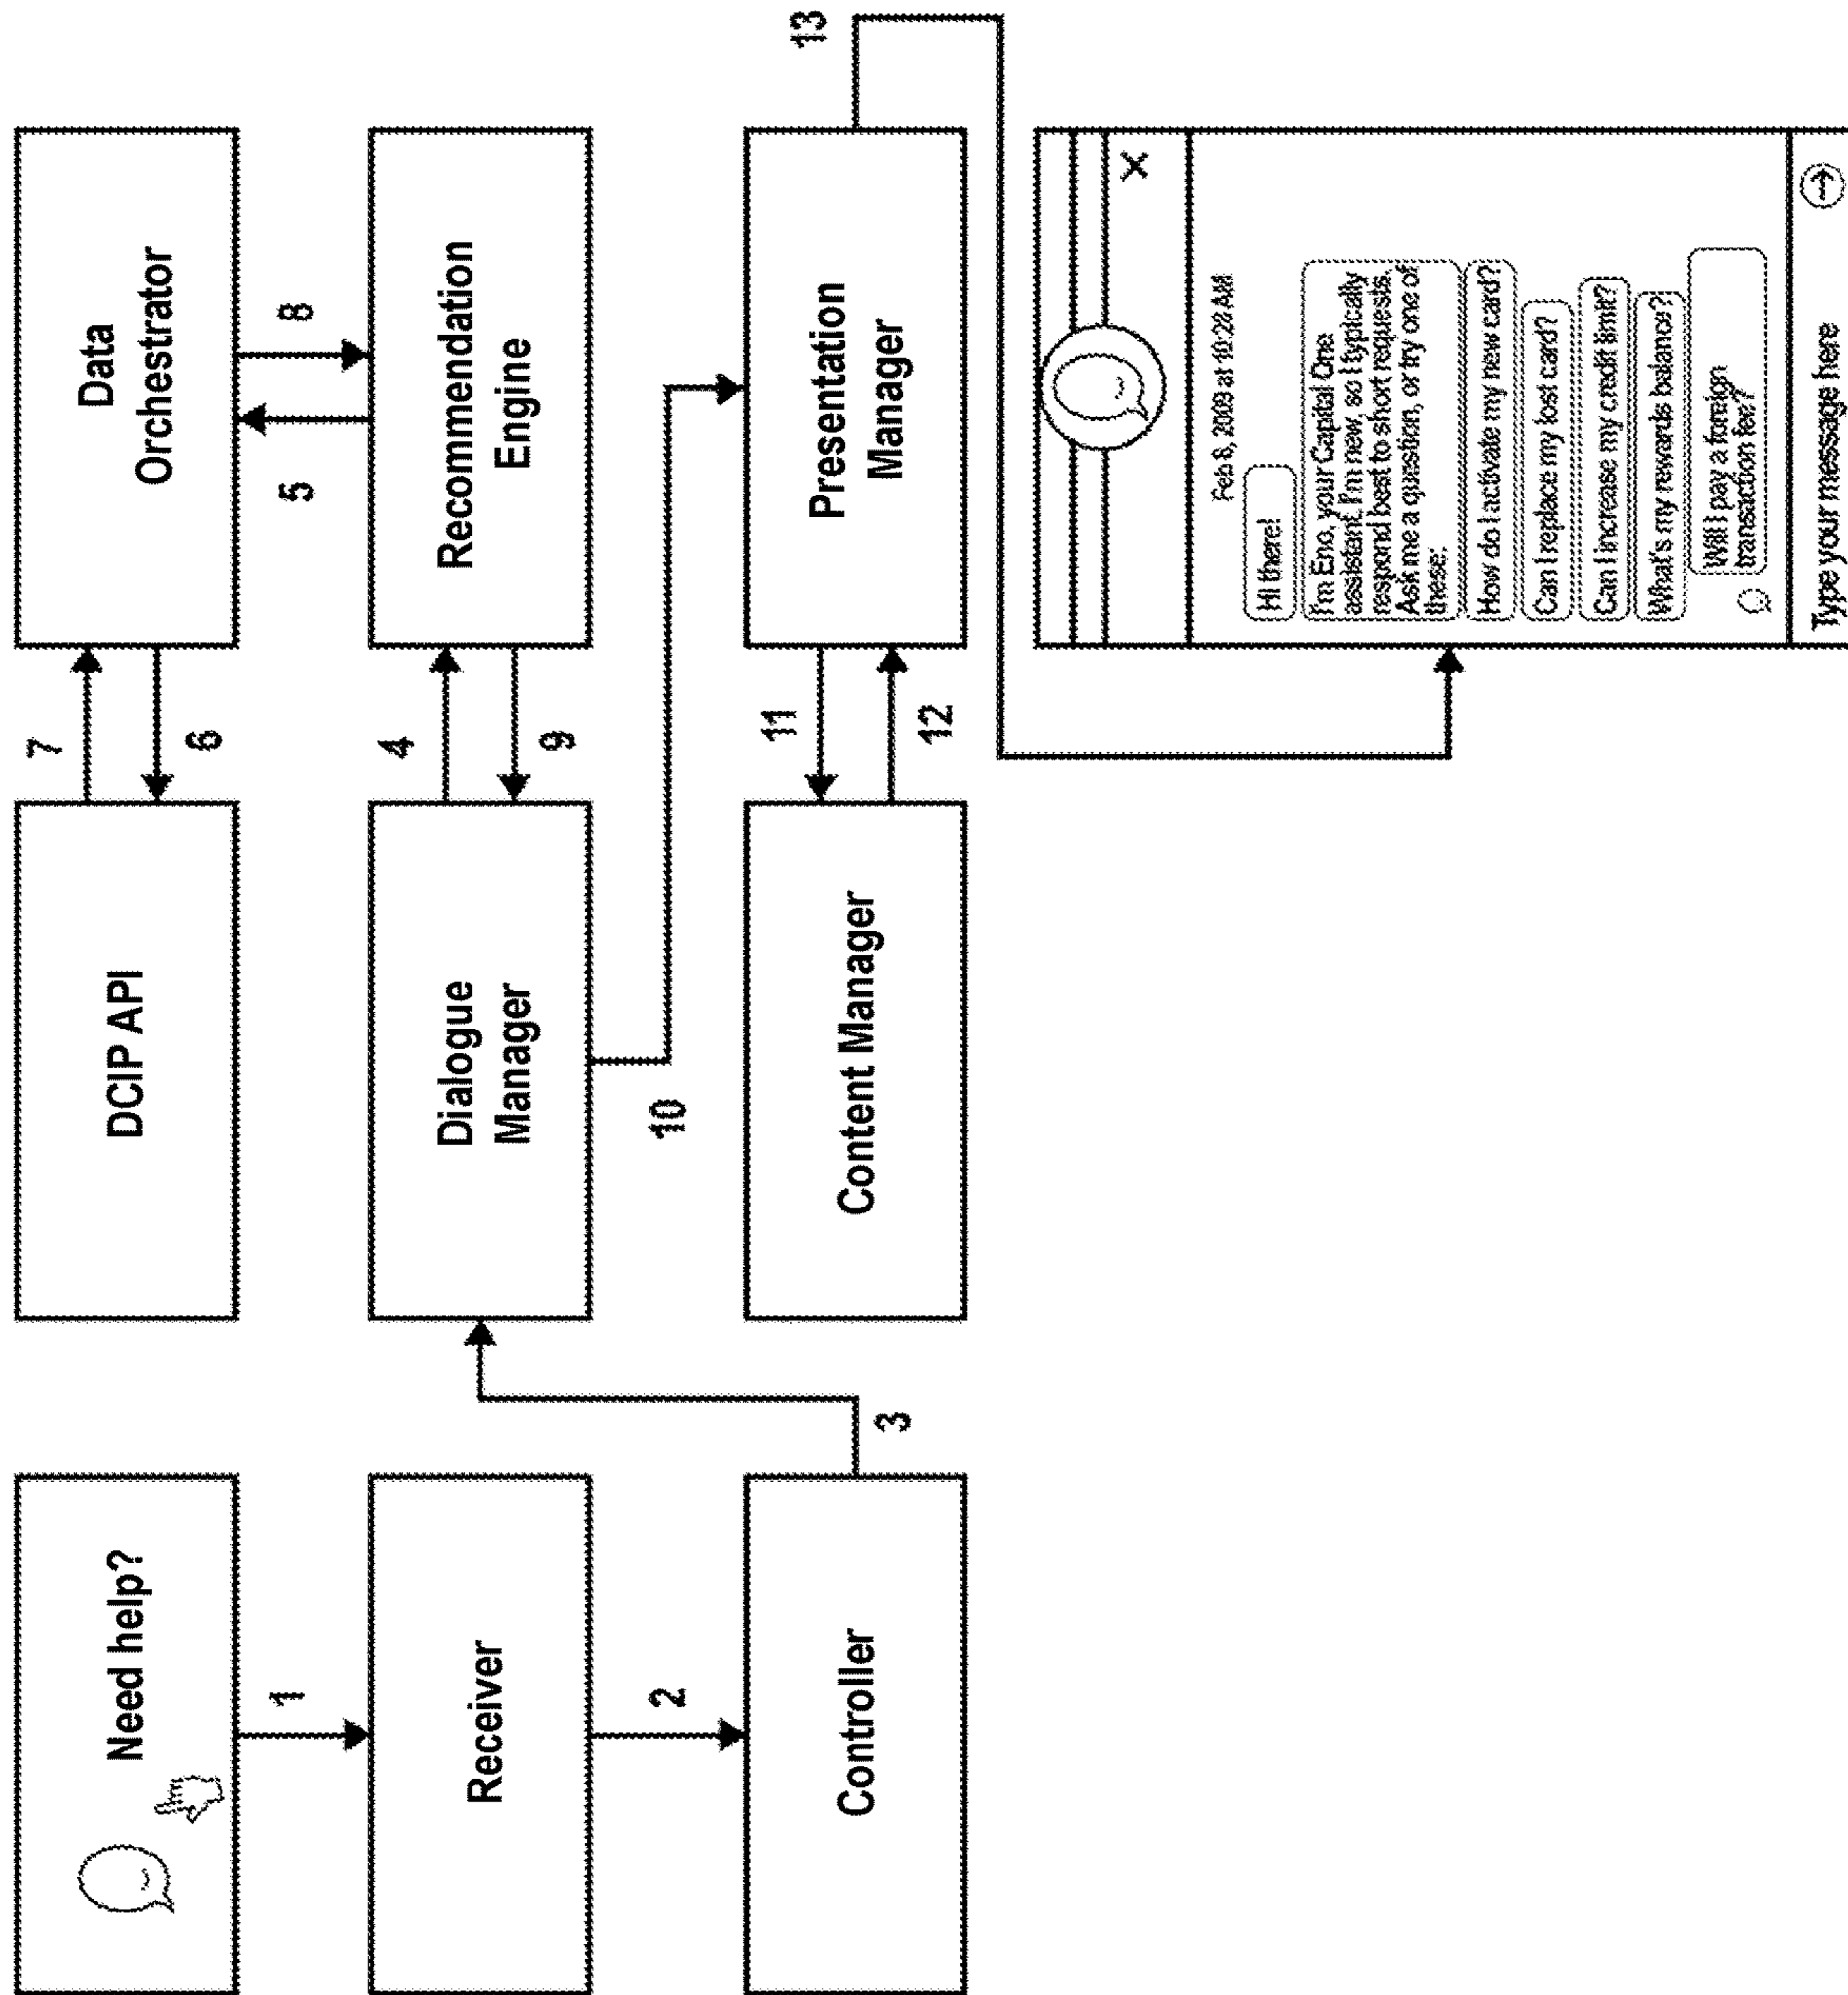 Need help?
1
Receiver
2
Controller
3
DCIP API
7
6
Dialogue
Manager
4
9
10
Content Manager
11
12
Data
Orchestrator
5
8
Recommendation
Engine
Presentation
Manager
13
X
Feb 8, 2009 at 10:28 AM
Hi there!
I'm Eno, your Capital One
assistant. I'm new, so I typically
respond best to short requests.
Ask me a question, or try one of
these:
How do I activate my new card?
Can I replace my lost card?
Can I increase my credit limit?
What's my rewards balance?
Will I pay a foreign
transaction fee?
Type your message here